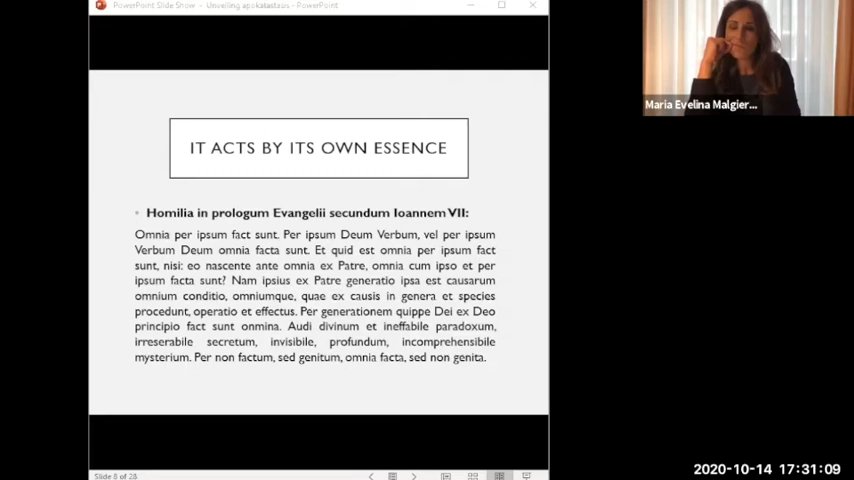 PowerPoint Slide Show - Unveiling apokatastzsis - PowerPoint
Maria Evelina Malgier...
IT ACTS BY ITS OWN ESSENCE
• Homilia in prologum Evangelii secundum Ioannem VII:
Omnia per ipsum fact sunt. Per ipsum Deum Verbum, vel per ipsum
Verbum Deum omnia facta sunt. Et quid est omnia per ipsum fact
sunt, nisi: eo nascente ante omnia ex Patre, omnia cum ipso et per
ipsum facta sunt? Nam ipsius ex Patre generatio ipsa est causarum
omnium conditio, omniumque, quae ex causis in genera et species
procedunt, operatio et effectus. Per generationem quippe Dei ex Deo
principio fact sunt onmina. Audi divinum et ineffabile paradoxum,
irreserabile secretum, invisibile, profundum, incomprehensibile
mysterium. Per non factum, sed genitum, omnia facta, sed non genita.
Slide 8 of 28
2020-10-14 17:31:09